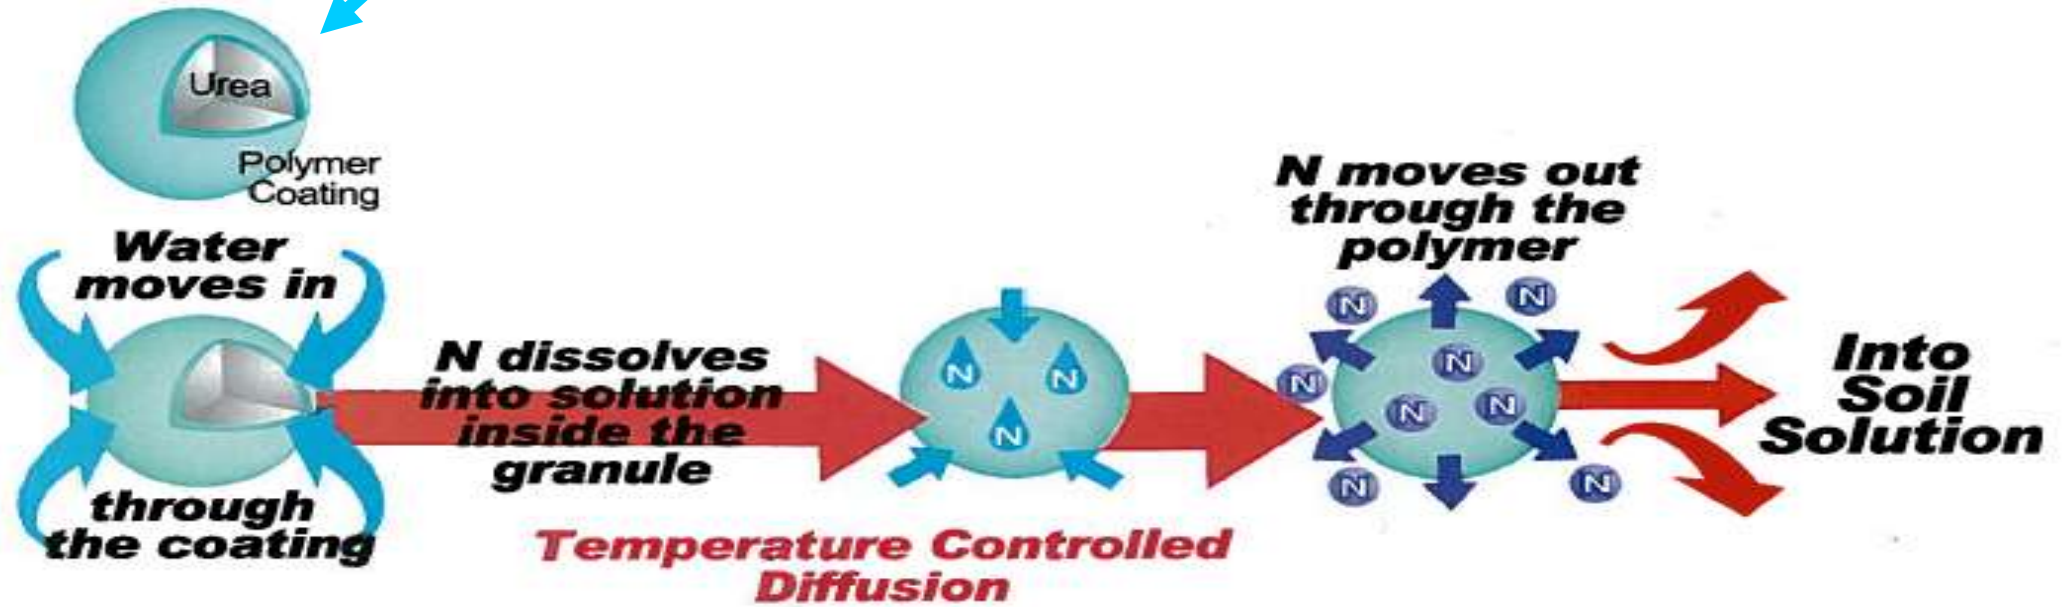 Urea
Polymer
Coating
Water
moves in
through
the coating
N dissolves
into solution
inside the
granule
Temperature Controlled
Diffusion
N
N
N
N moves out
through the
polymer
N
N
N
N
N
N
N
N
Into
Soil
Solution